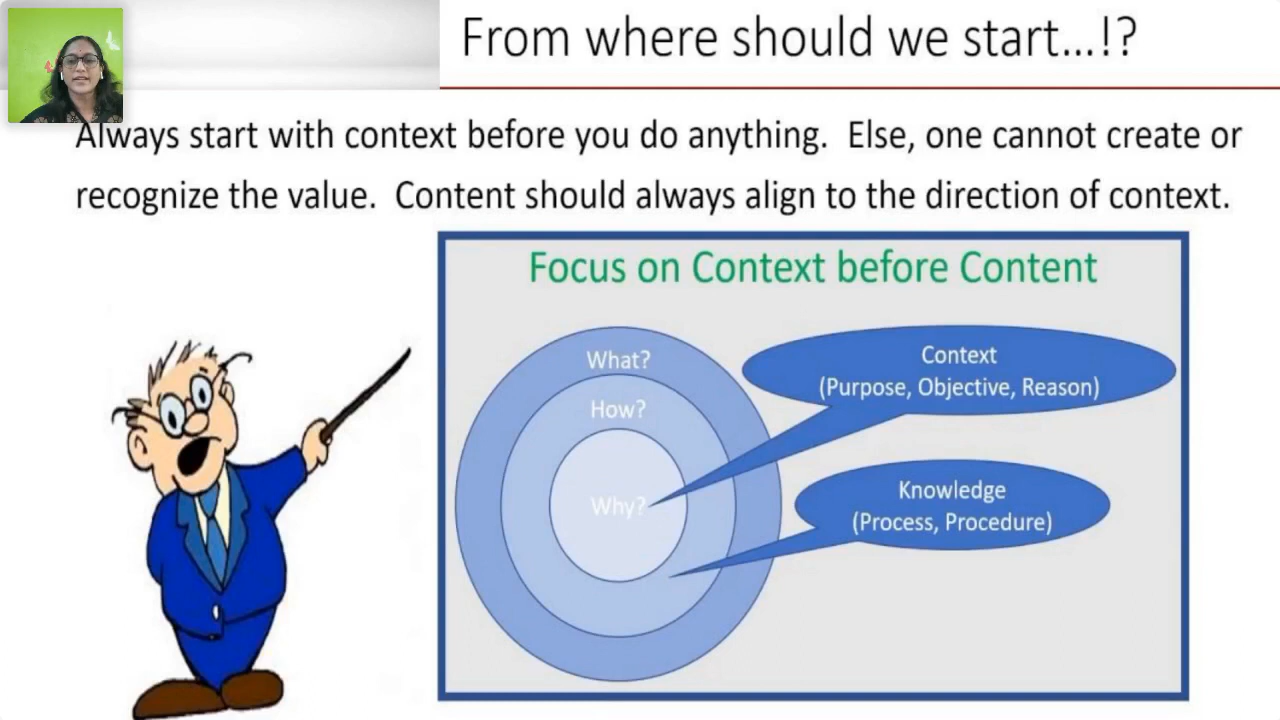 From where should we start...!?
Always start with context before you do anything.  Else, one cannot create or
recognize the value.  Content should always align to the direction of context.
Focus on Context before Content
What?
How?
Why?
Context
(Purpose, Objective, Reason)
Knowledge
(Process, Procedure)